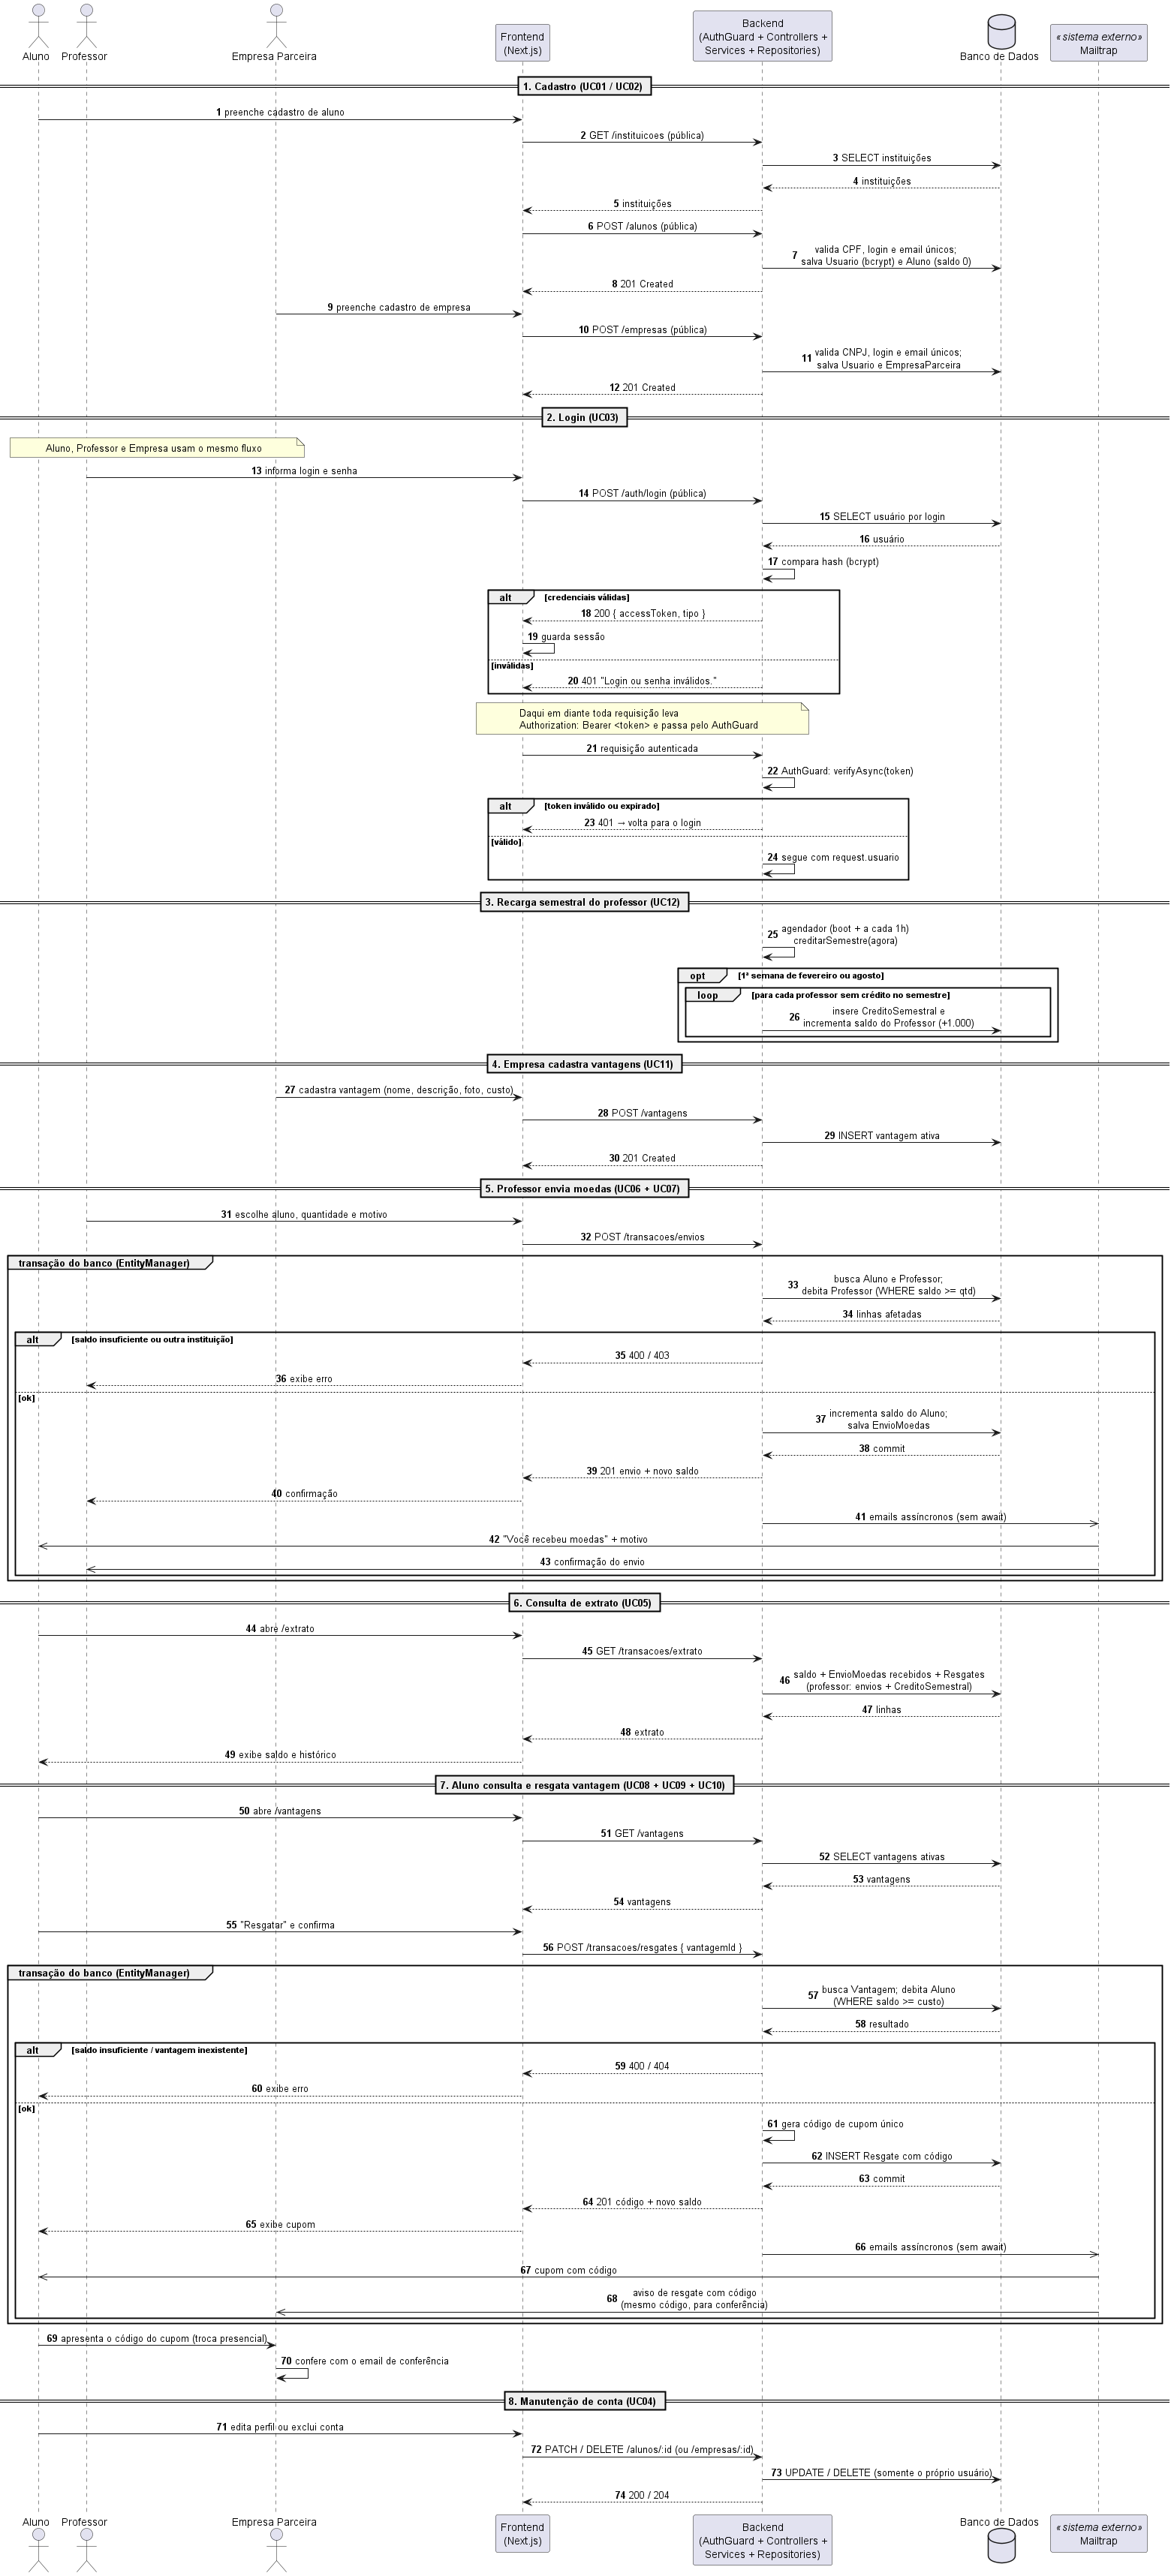 Aluno
Professor
Empresa Parceira
Frontend
(Next.js)
Backend
(AuthGuard + Controllers +
Services + Repositories)
Banco de Dados
« sistema externo»
Mailtrap
1. Cadastro (UC01 / UC02)
1 preenche cadastro de aluno
2 GET /instituicoes (pública)
3 SELECT instituições
4 instituições
5 instituições
6 POST /alunos (pública)
7 valida CPF, login e email únicos;
salva Usuario (bcrypt) e Aluno (saldo 0)
8 201 Created
9 preenche cadastro de empresa
10 POST /empresas (pública)
11 valida CNPJ, login e email únicos;
salva Usuario e EmpresaParceira
12 201 Created
2. Login (UC03)
Aluno, Professor e Empresa usam o mesmo fluxo
13 informa login e senha
14 POST /auth/login (pública)
15 SELECT usuário por login
16 usuário
17 compara hash (bcrypt)
alt [credenciais válidas]
18 200 { accessToken, tipo }
19 guarda sessão
[inválidas]
20 401 "Login ou senha inválidos."
Daqui em diante toda requisição leva
Authorization: Bearer <token> e passa pelo AuthGuard
21 requisição autenticada
22 AuthGuard: verifyAsync(token)
alt [token inválido ou expirado]
23 401 → volta para o login
[válido]
24 segue com request.usuario
3. Recarga semestral do professor (UC12)
25 agendador (boot + a cada 1h)
creditarSemestre(agora)
opt [1ª semana de fevereiro ou agosto]
loop [para cada professor sem crédito no semestre]
26 insere CreditoSemestral e
incrementa saldo do Professor (+1.000)
4. Empresa cadastra vantagens (UC11)
27 cadastra vantagem (nome, descrição, foto, custo)
28 POST /vantagens
29 INSERT vantagem ativa
30 201 Created
5. Professor envia moedas (UC06 + UC07)
31 escolhe aluno, quantidade e motivo
32 POST /transacoes/envios
transação do banco (EntityManager)
33 busca Aluno e Professor;
debita Professor (WHERE saldo >= qtd)
34 linhas afetadas
alt [saldo insuficiente ou outra instituição]
35 400 / 403
36 exibe erro
[ok]
37 incrementa saldo do Aluno;
salva EnvioMoedas
38 commit
39 201 envio + novo saldo
40 confirmação
41 emails assíncronos (sem await)
42 "Você recebeu moedas" + motivo
43 confirmação do envio
6. Consulta de extrato (UC05)
44 abre /extrato
45 GET /transacoes/extrato
46 saldo + EnvioMoedas recebidos + Resgates
(professor: envios + CreditoSemestral)
47 linhas
48 extrato
49 exibe saldo e histórico
7. Aluno consulta e resgata vantagem (UC08 + UC09 + UC10)
50 abre /vantagens
51 GET /vantagens
52 SELECT vantagens ativas
53 vantagens
54 vantagens
55 "Resgatar" e confirma
56 POST /transacoes/resgates { vantagemId }
transação do banco (EntityManager)
57 busca Vantagem; debita Aluno
(WHERE saldo >= custo)
58 resultado
alt [saldo insuficiente / vantagem inexistente]
59 400 / 404
60 exibe erro
[ok]
61 gera código de cupom único
62 INSERT Resgate com código
63 commit
64 201 código + novo saldo
65 exibe cupom
66 emails assíncronos (sem await)
67 cupom com código
68 aviso de resgate com código
(mesmo código, para conferência)
69 apresenta o código do cupom (troca presencial)
70 confere com o email de conferência
8. Manutenção de conta (UC04)
71 edita perfil ou exclui conta
72 PATCH / DELETE /alunos/:id (ou /empresas/:id)
73 UPDATE / DELETE (somente o próprio usuário)
74 200 / 204
Aluno
Professor
Empresa Parceira
Frontend
(Next.js)
Backend
(AuthGuard + Controllers +
Services + Repositories)
Banco de Dados
« sistema externo»
Mailtrap